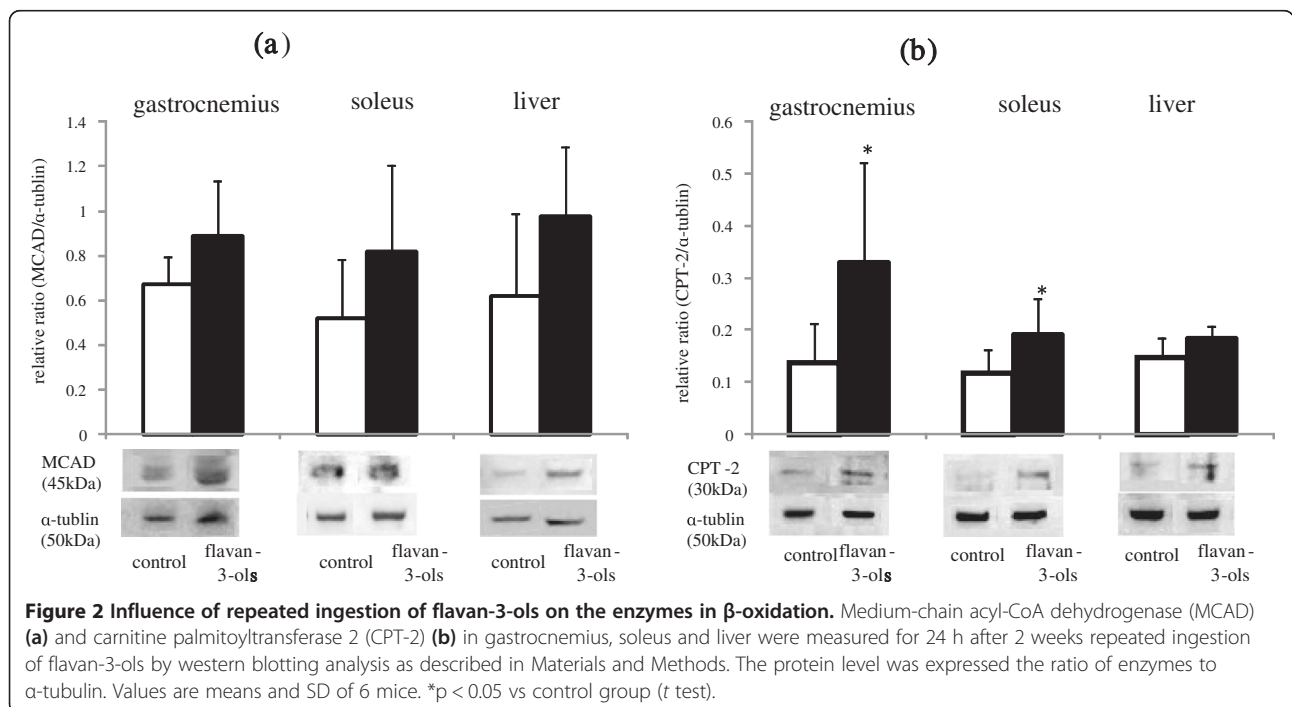 (a)
gastrocnemius soleus liver
1.4
1.2
1
0.8
0.6
0.4
0.2
0
relative ratio (MCAD/α-tublin)
MCAD
(45kDa)
α-tublin
(50kDa)
control flavan-3-ols control flavan-3-ols control flavan-3-ols
(b)
gastrocnemius soleus liver
0.6
0.5
0.4
0.3
0.2
0.1
0
relative ratio (CPT-2/α-tublin)
*
*
CPT -2
(30kDa)
α-tublin
(50kDa)
control flavan-3-ols control flavan-3-ols control flavan-3-ols
Figure 2 Influence of repeated ingestion of flavan-3-ols on the enzymes in β-oxidation. Medium-chain acyl-CoA dehydrogenase (MCAD)
(a) and carnitine palmitoyltransferase 2 (CPT-2) (b) in gastrocnemius, soleus and liver were measured for 24 h after 2 weeks repeated ingestion
of flavan-3-ols by western blotting analysis as described in Materials and Methods. The protein level was expressed the ratio of enzymes to
α-tubulin. Values are means and SD of 6 mice. *p < 0.05 vs control group (t test).